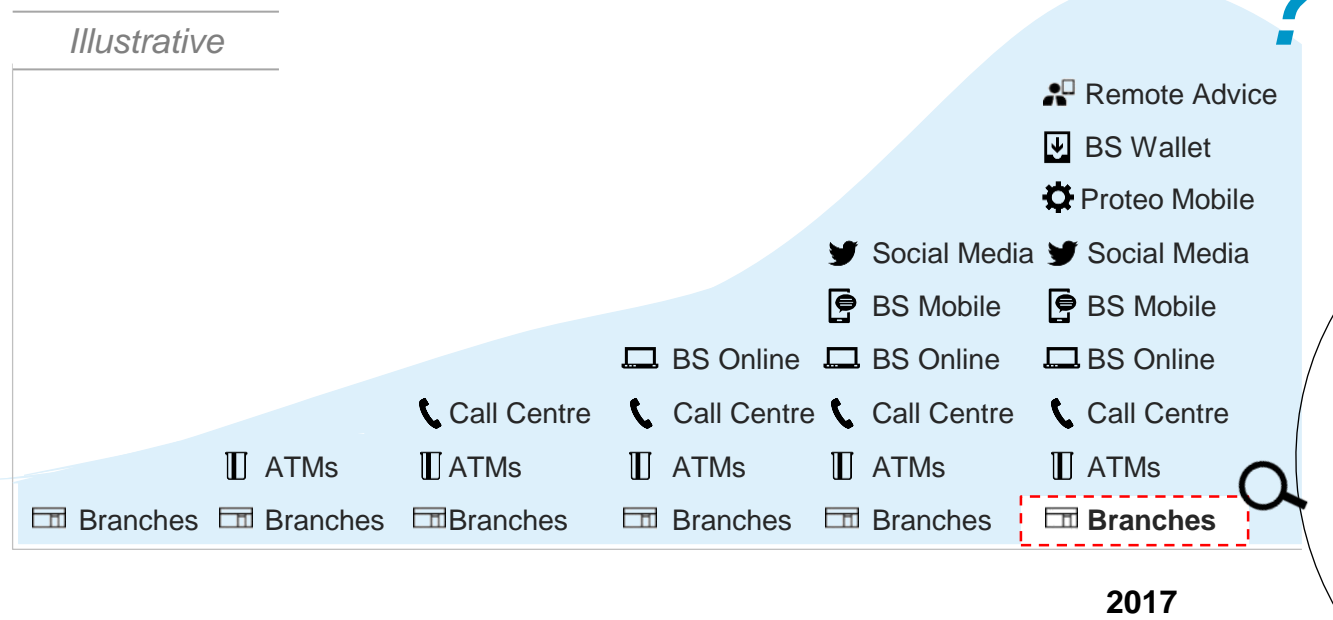 ?
Illustrative
Remote Advice
BS Wallet
Proteo Mobile
Social Media Social Media
BS Mobile BS Mobile
BS Online BS Online BS Online
Call Centre Call Centre Call Centre Call Centre
ATMs ATMs ATMs ATMs ATMs
Branches Branches Branches Branches Branches Branches
2017